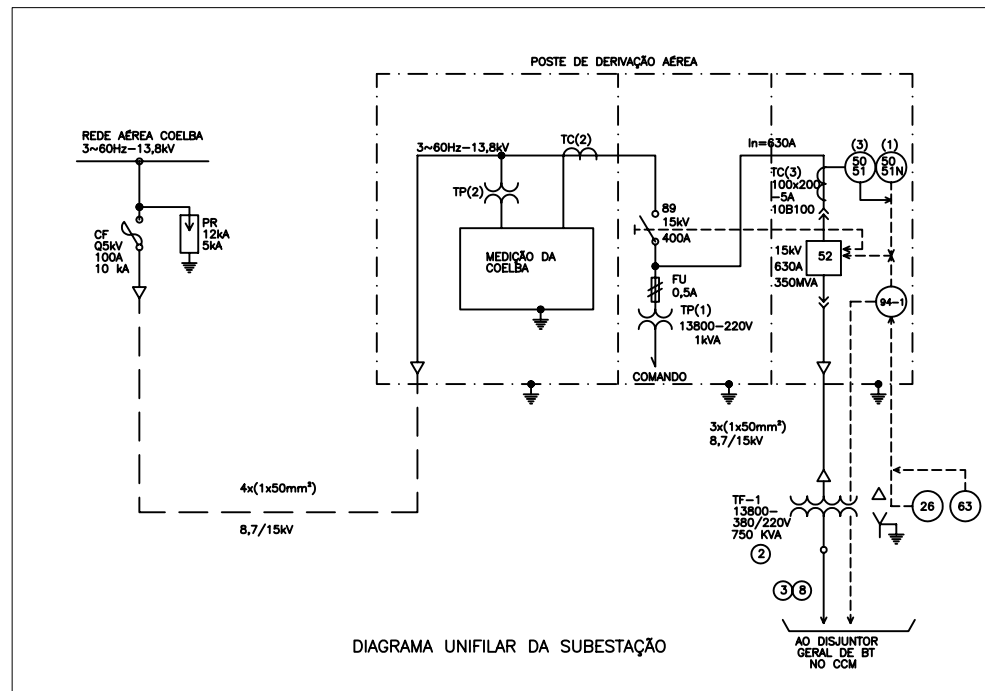 POSTE DE DERIVAÇÃO AÉREA
REDE AÉREA COELBA
3~60Hz-13,8kV
CF
Q5kV
100A
10 kA
PR
12kA
5kA
4x(1x50mm²)
8,7/15kV
3~60Hz-13,8kV
TC(2)
TP(2)
MEDIÇÃO DA
COELBA
89
15kV
400A
FU
0,5A
TP(1)
13800-220V
1kVA
COMANDO
In=630A
TC(3)
100x200
-5A
10B100
(3)
50
51
(1)
50
51N
15kV
630A
350MVA
52
94-1
3x(1x50mm²)
8,7/15kV
TF-1
13800-
380/220V
750 KVA
2
26
63
3
8
AO DISJUNTOR
GERAL DE BT
NO CCM
DIAGRAMA UNIFILAR DA SUBESTAÇÃO